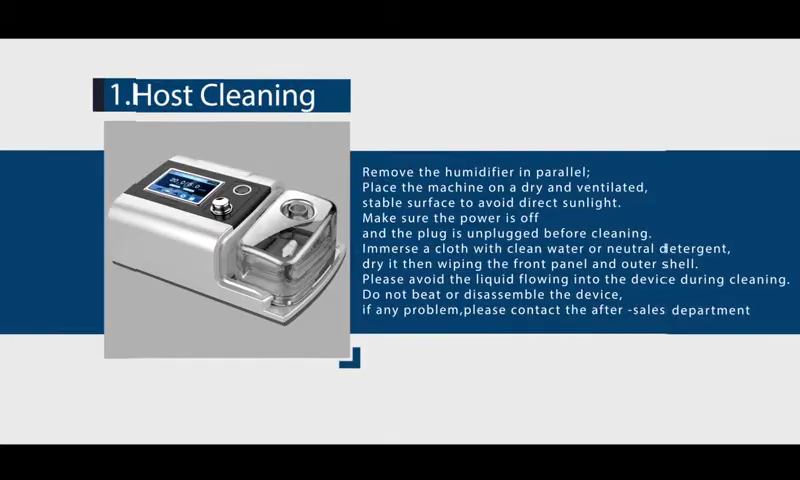 1.Host Cleaning
Remove the humidifier in parallel;
Place the machine on a dry and ventilated,
stable surface to avoid direct sunlight.
Make sure the power is off
and the plug is unplugged before cleaning.
Immerse a cloth with clean water or neutral detergent,
dry it then wiping the front panel and outer shell.
Please avoid the liquid flowing into the device during cleaning.
Do not beat or disassemble the device,
if any problem,please contact the after -sales department